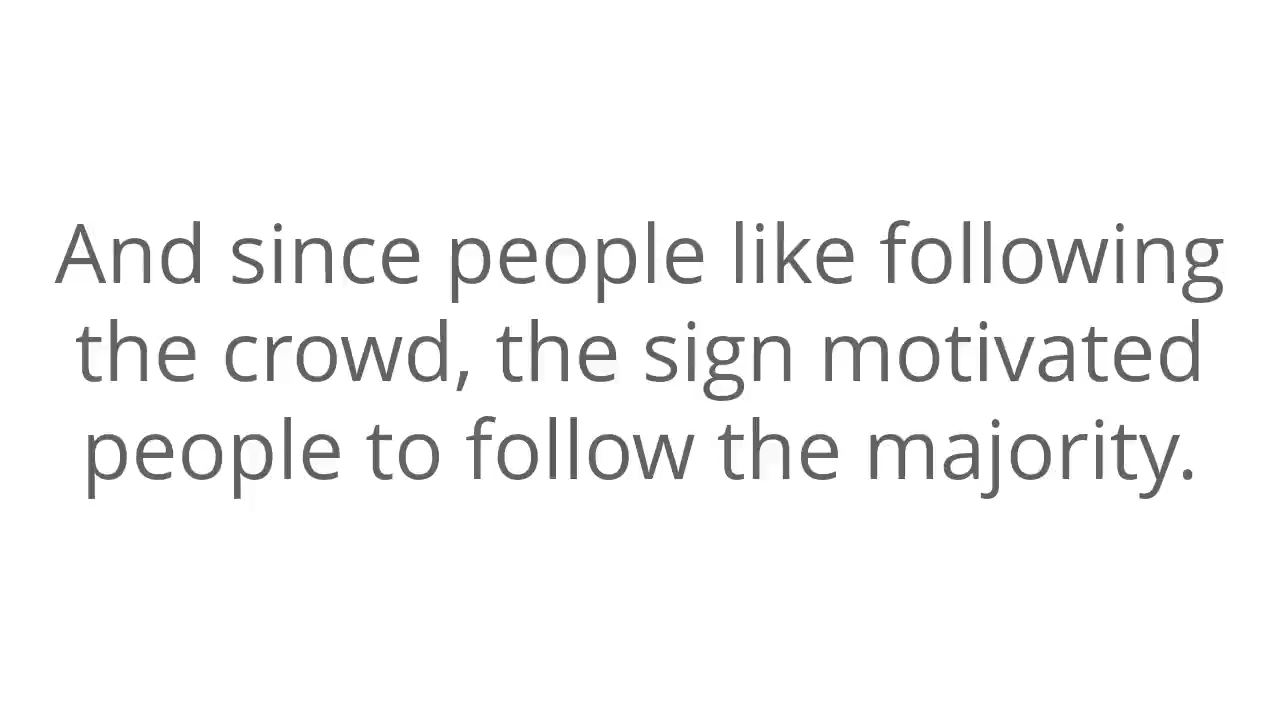 And since people like following
the crowd, the sign motivated
people to follow the majority.